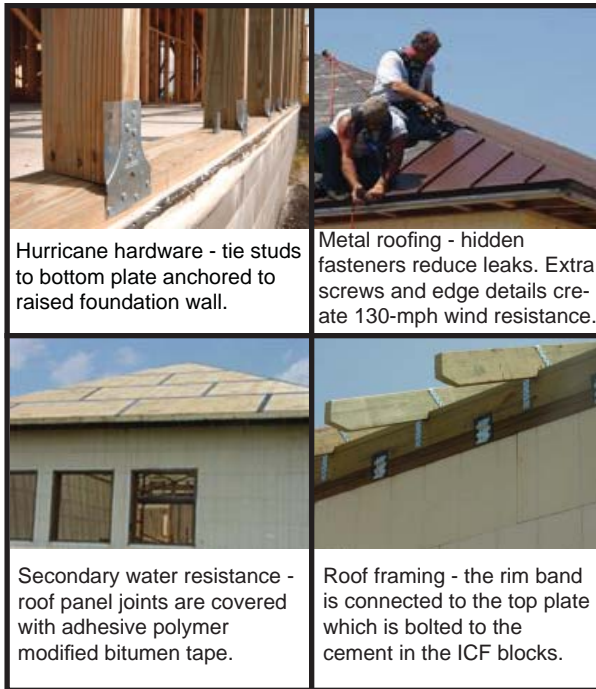 Hurricane hardware - tie studs
to bottom plate anchored to
raised foundation wall.
Metal roofing - hidden
fasteners reduce leaks. Extra
screws and edge details cre-
ate 130-mph wind resistance.
Secondary water resistance -
roof panel joints are covered
with adhesive polymer
modified bitumen tape.
Roof framing - the rim band
is connected to the top plate
which is bolted to the
cement in the ICF blocks.